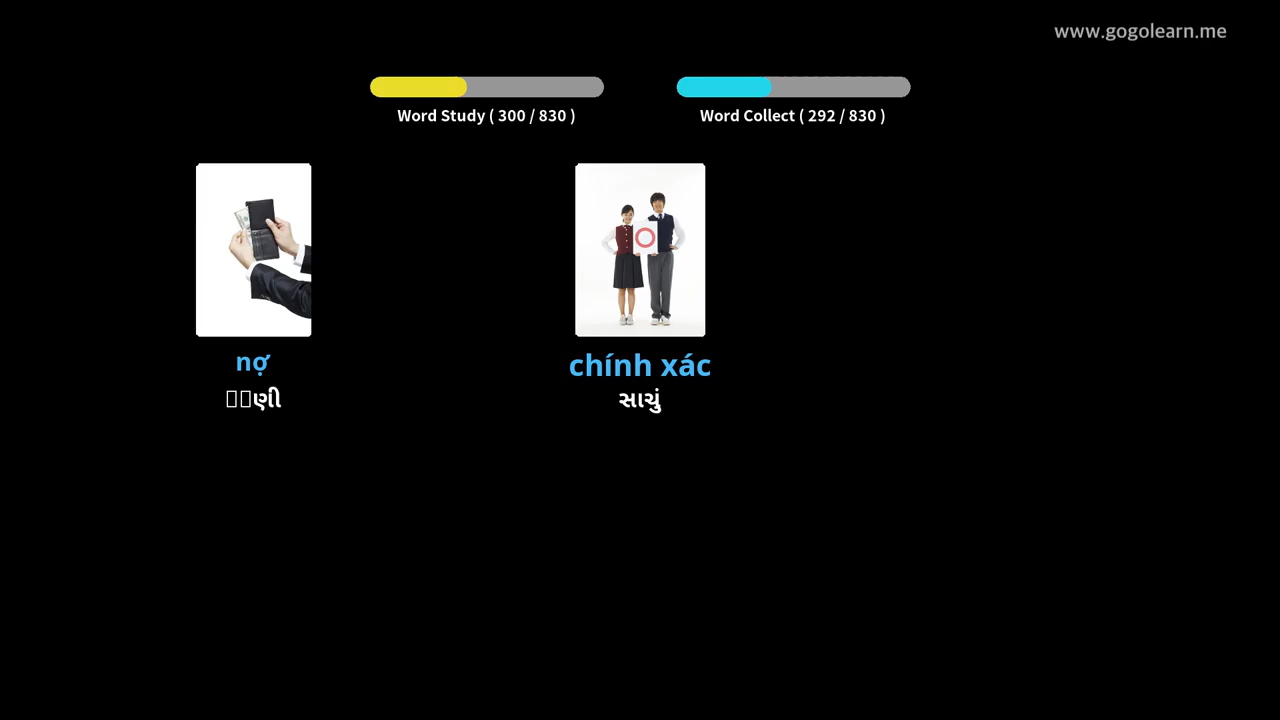 www.gogolearn.me
Word Study ( 300 / 830 )
Word Collect ( 292 / 830 )
nợ
chính xác
સાચું